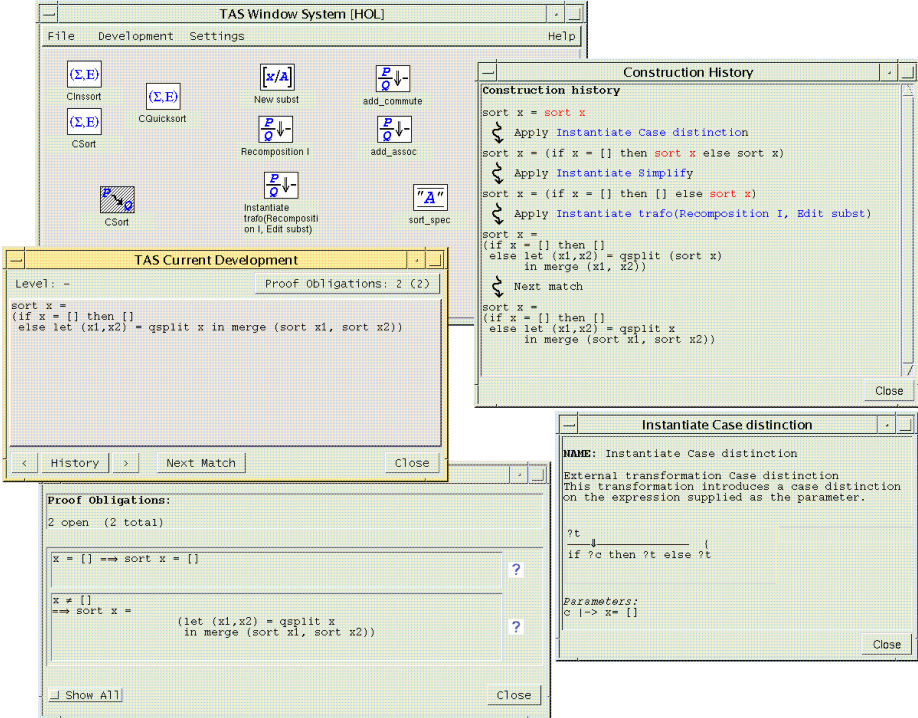 TAS Window System [HOL]
File Development Settings Help
(Σ,E)
CInssort
(Σ,E)
CSort
(Σ,E)
CQuicksort
[x/A]
New subst
P
Q
add_commute
P
Q
Recomposition I
P
Q
add_assoc
P
Q
CSort
P
Q
Instantiate
trafo(Recompositi
on I, Edit subst)
"A"
sort_spec
Construction History
Construction history
sort x = sort x
Apply Instantiate Case distinction
sort x = (if x = [] then sort x else sort x)
Apply Instantiate Simplify
sort x = (if x = [] then [] else sort x)
Apply Instantiate trafo(Recomposition I, Edit subst)
sort x =
(if x = [] then []
else let (x1,x2) = qsplit (sort x)
in merge (x1, x2))
Next match
sort x =
(if x = [] then []
else let (x1,x2) = qsplit x
in merge (sort x1, sort x2))
Close
TAS Current Development
Level: - Proof Obligations: 2 (2)
sort x =
(if x = [] then []
else let (x1,x2) = qsplit x in merge (sort x1, sort x2))
< History > Next Match Close
Instantiate Case distinction
NAME: Instantiate Case distinction
External transformation Case distinction
This transformation introduces a case distinction
on the expression supplied as the parameter.
?t
⇓ (
if ?c then ?t else ?t
Parameters:
c |-> x= []
Close
Proof Obligations:
2 open (2 total)
x = [] ==> sort x = []
?
x ≠ []
==> sort x =
(let (x1,x2) = qsplit x
in merge (sort x1, sort x2))
?
Show All Close